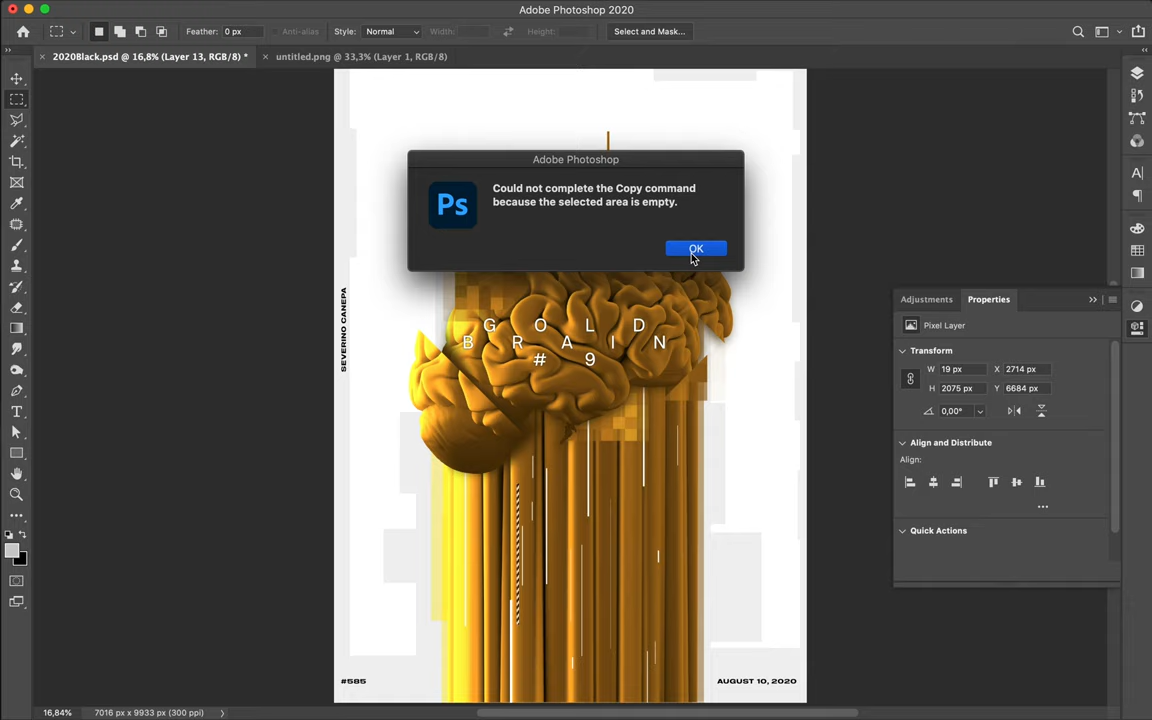 Adobe Photoshop 2020
Feather: 0 px
Anti-alias
Style: Normal
Width:
Height:
Select and Mask...
2020Black.psd @ 16,8% (Layer 13, RGB/8) *
untitled.png @ 33,3% (Layer 1, RGB/8)
Adobe Photoshop
Ps
Could not complete the Copy command
because the selected area is empty.
OK
SEVERINO CANEPA
G O L D
B R A I N
# 9
#585
AUGUST 10, 2020
Adjustments
Properties
Pixel Layer
Transform
W 19 px X 2714 px
H 2075 px Y 6684 px
0,00°
Align and Distribute
Align:
Quick Actions
16,84%
7016 px x 9933 px (300 ppi)